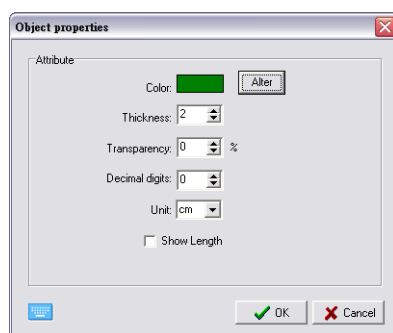 Object properties
Attribute
Color: Alter
Thickness: 2
Transparency: 0 %
Decimal digits: 0
Unit: cm
Show Length
OK Cancel